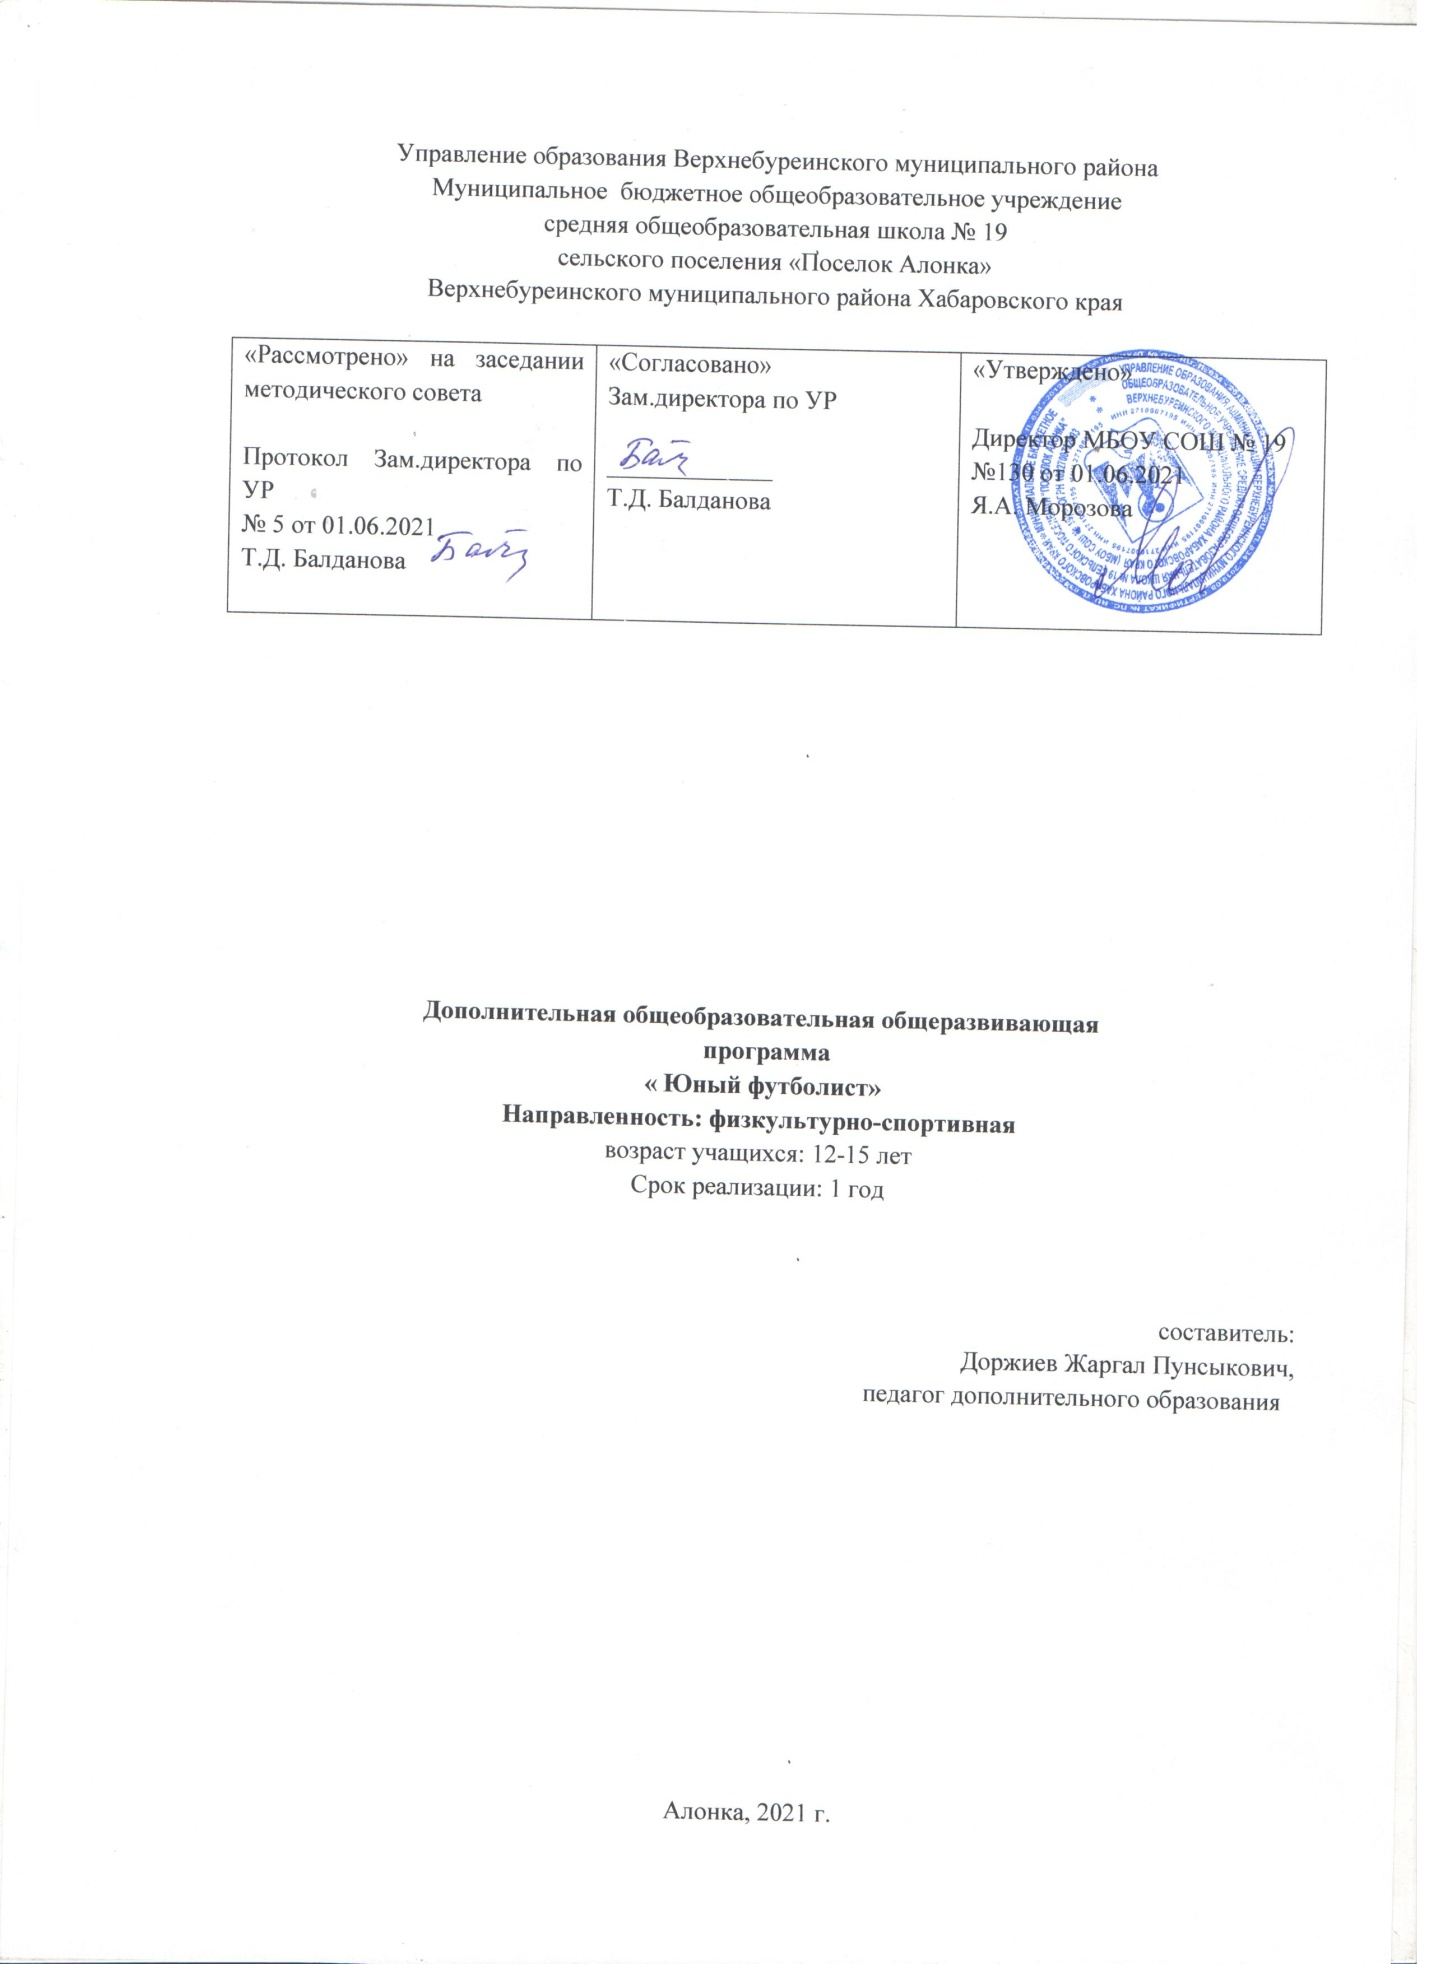 Управление образования Верхнебуреинского муниципального района
Муниципальное бюджетное общеобразовательное учреждение
средняя общеобразовательная школа № 19
сельского поселения «Поселок Алонка»
Верхнебуреинского муниципального района Хабаровского края
«Рассмотрено» на заседании
методического совета
Протокол Зам.директора по
УР
№ 5 от 01.06.2021
Т.Д. Балданова
«Согласовано»
Зам.директора по УР
Т.Д. Балданова
«Утверждено»
Директор МБОУ СОШ № 19
№130 от 01.06.2021
Я.А. Морозова
Дополнительная общеобразовательная общеразвивающая
программа
« Юный футболист»
Направленность: физкультурно-спортивная
возраст учащихся: 12-15 лет
Срок реализации: 1 год
составитель:
Доржиев Жаргал Пунсыкович,
педагог дополнительного образования
Алонка, 2021 г.